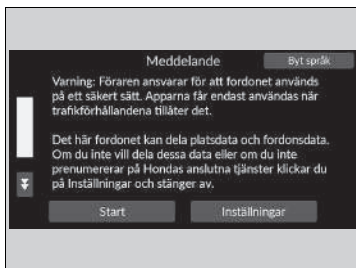 Meddelande
Byt språk
Varning: Föraren ansvarar för att fordonet används
på ett säkert sätt. Apparna får endast användas när
trafikförhållandena tillåter det.
Det här fordonet kan dela platsdata och fordonsdata.
Om du inte vill dela dessa data eller om du inte
prenumererar på Hondas anslutna tjänster klickar du
på Inställningar och stänger av.
Start
Inställningar